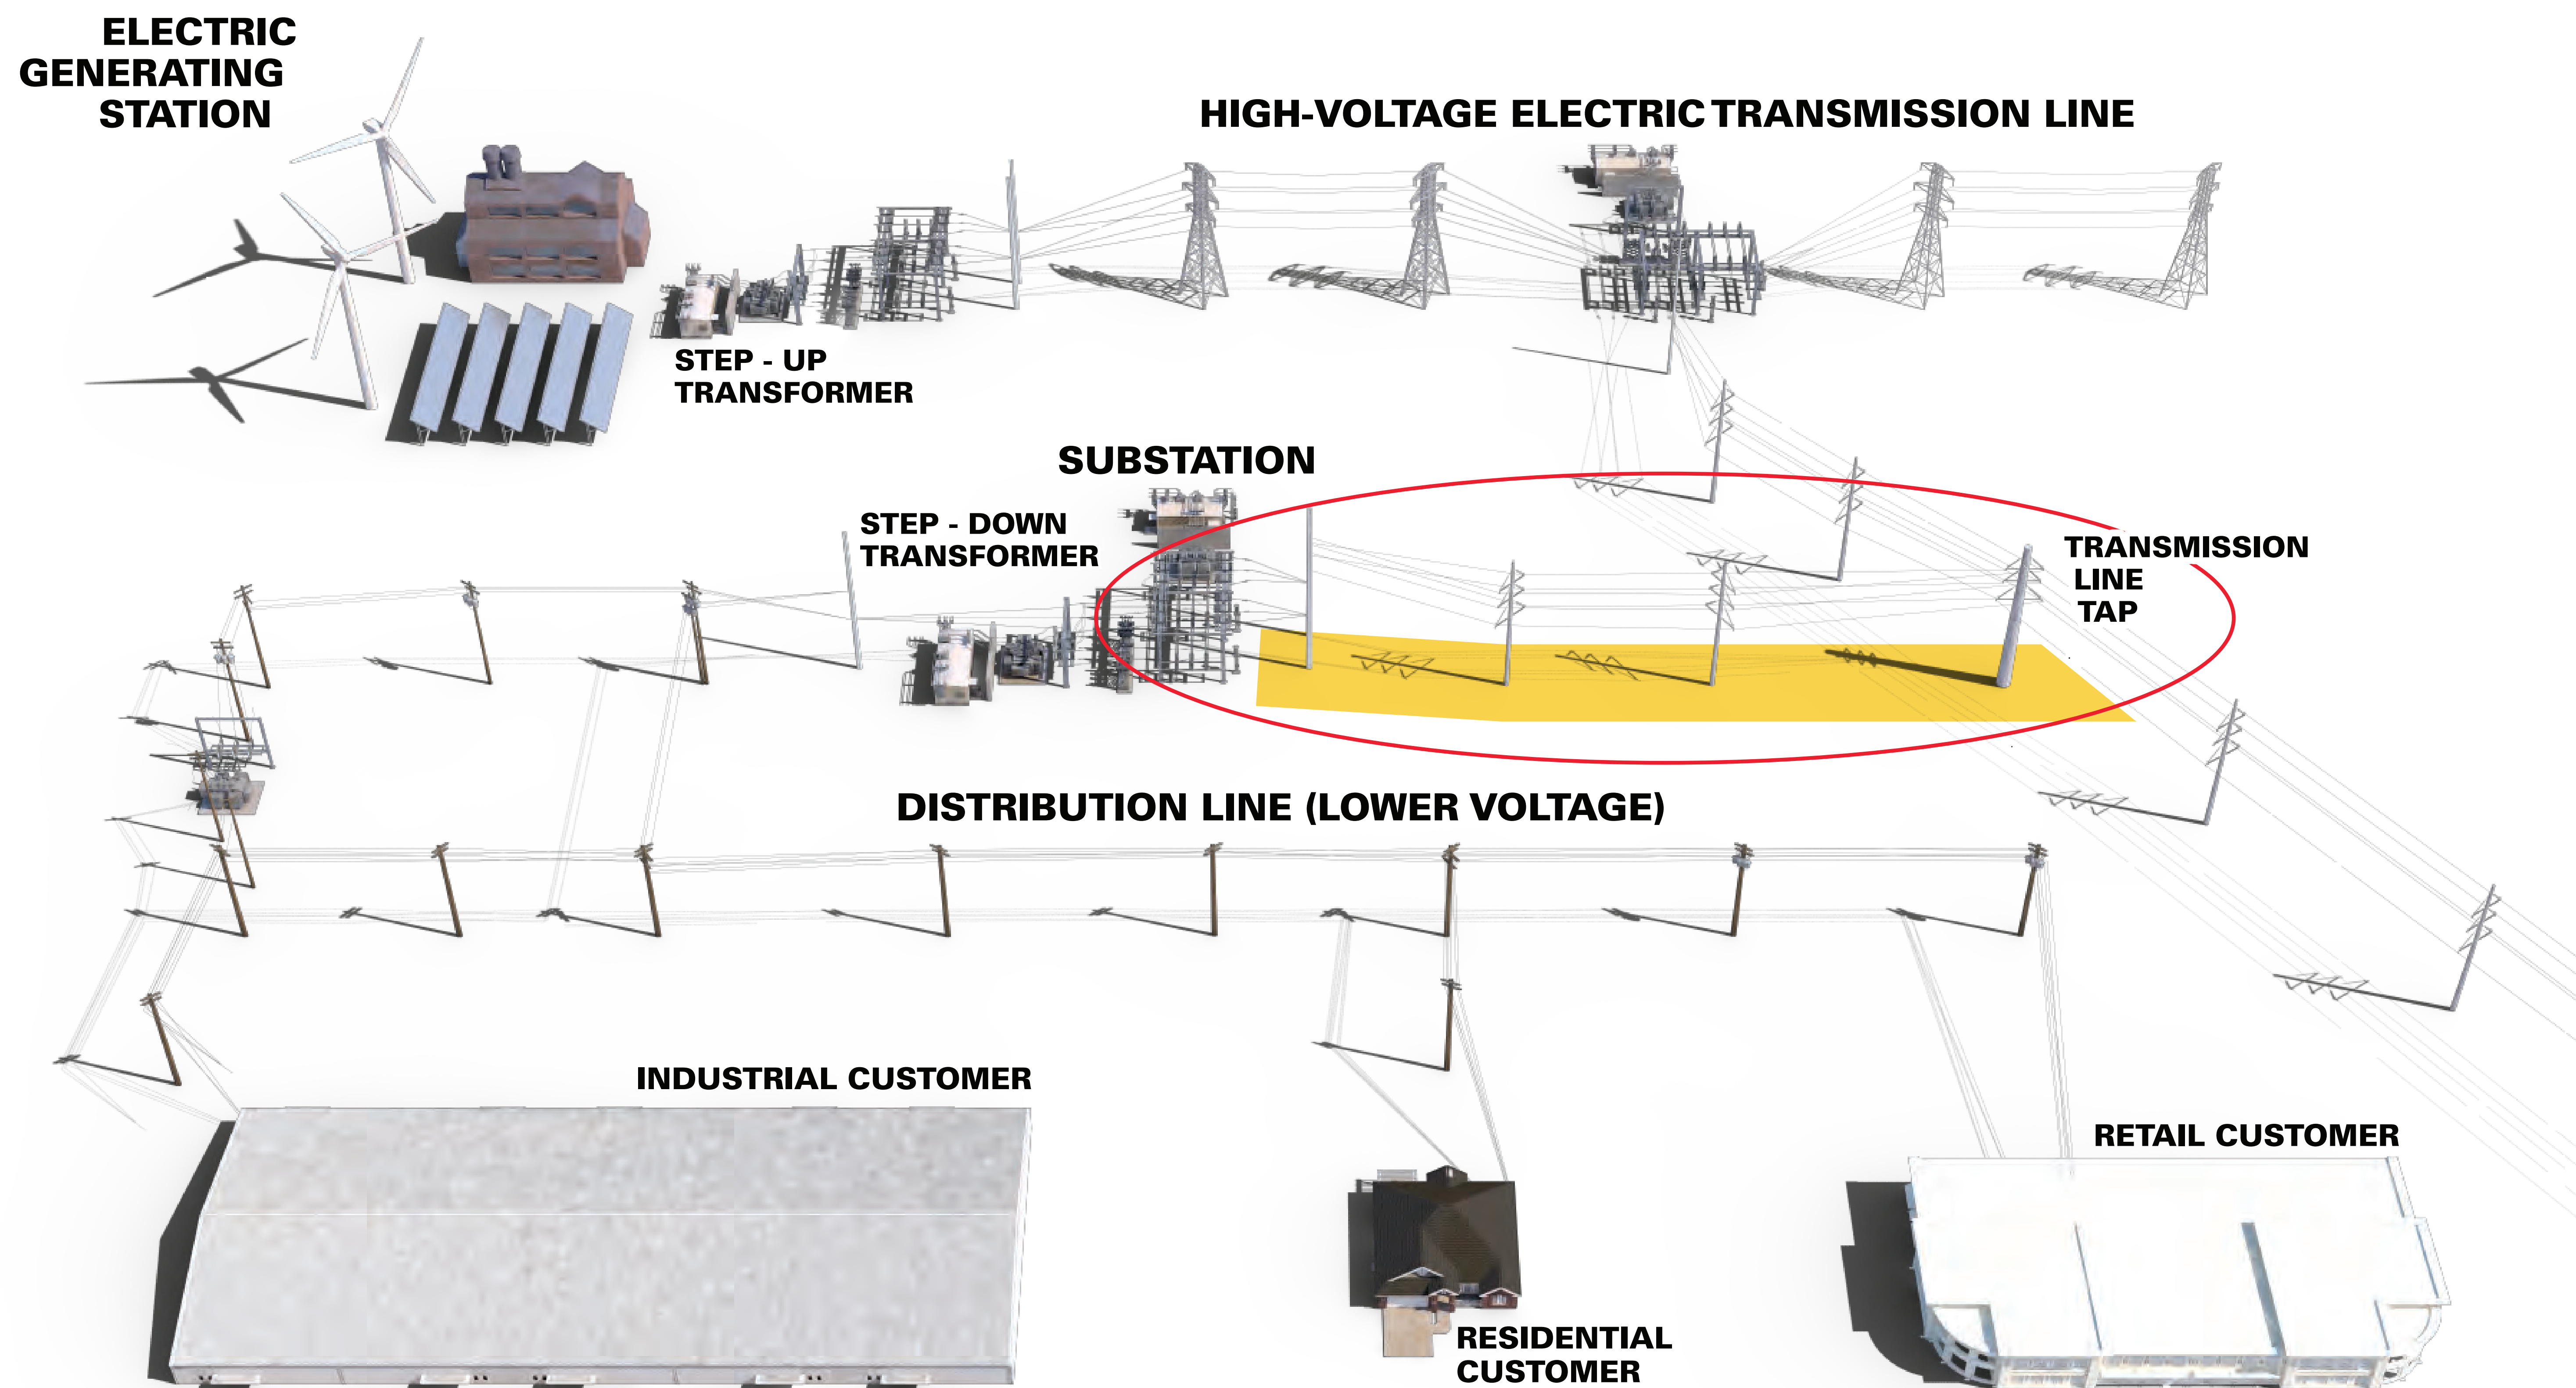 ELECTRIC
GENERATING
STATION
HIGH-VOLTAGE ELECTRIC TRANSMISSION LINE
STEP - UP
TRANSFORMER
SUBSTATION
STEP - DOWN
TRANSFORMER
TRANSMISSION
LINE
TAP
DISTRIBUTION LINE (LOWER VOLTAGE)
INDUSTRIAL CUSTOMER
RETAIL CUSTOMER
RESIDENTIAL
CUSTOMER